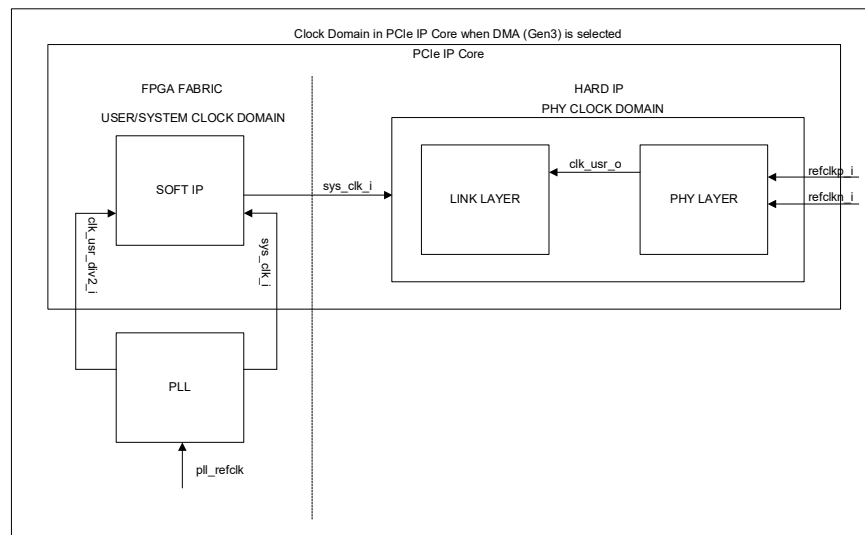 Clock Domain in PCIe IP Core when DMA (Gen3) is selected
PCIe IP Core
FPGA FABRIC
USER/SYSTEM CLOCK DOMAIN
HARD IP
PHY CLOCK DOMAIN
SOFT IP
sys_clk_i
LINK LAYER
clk_usr_o
PHY LAYER
refclkp_i
refclkn_i
clk_usr_div2_i
sys_clk_i
PLL
pll_refclk